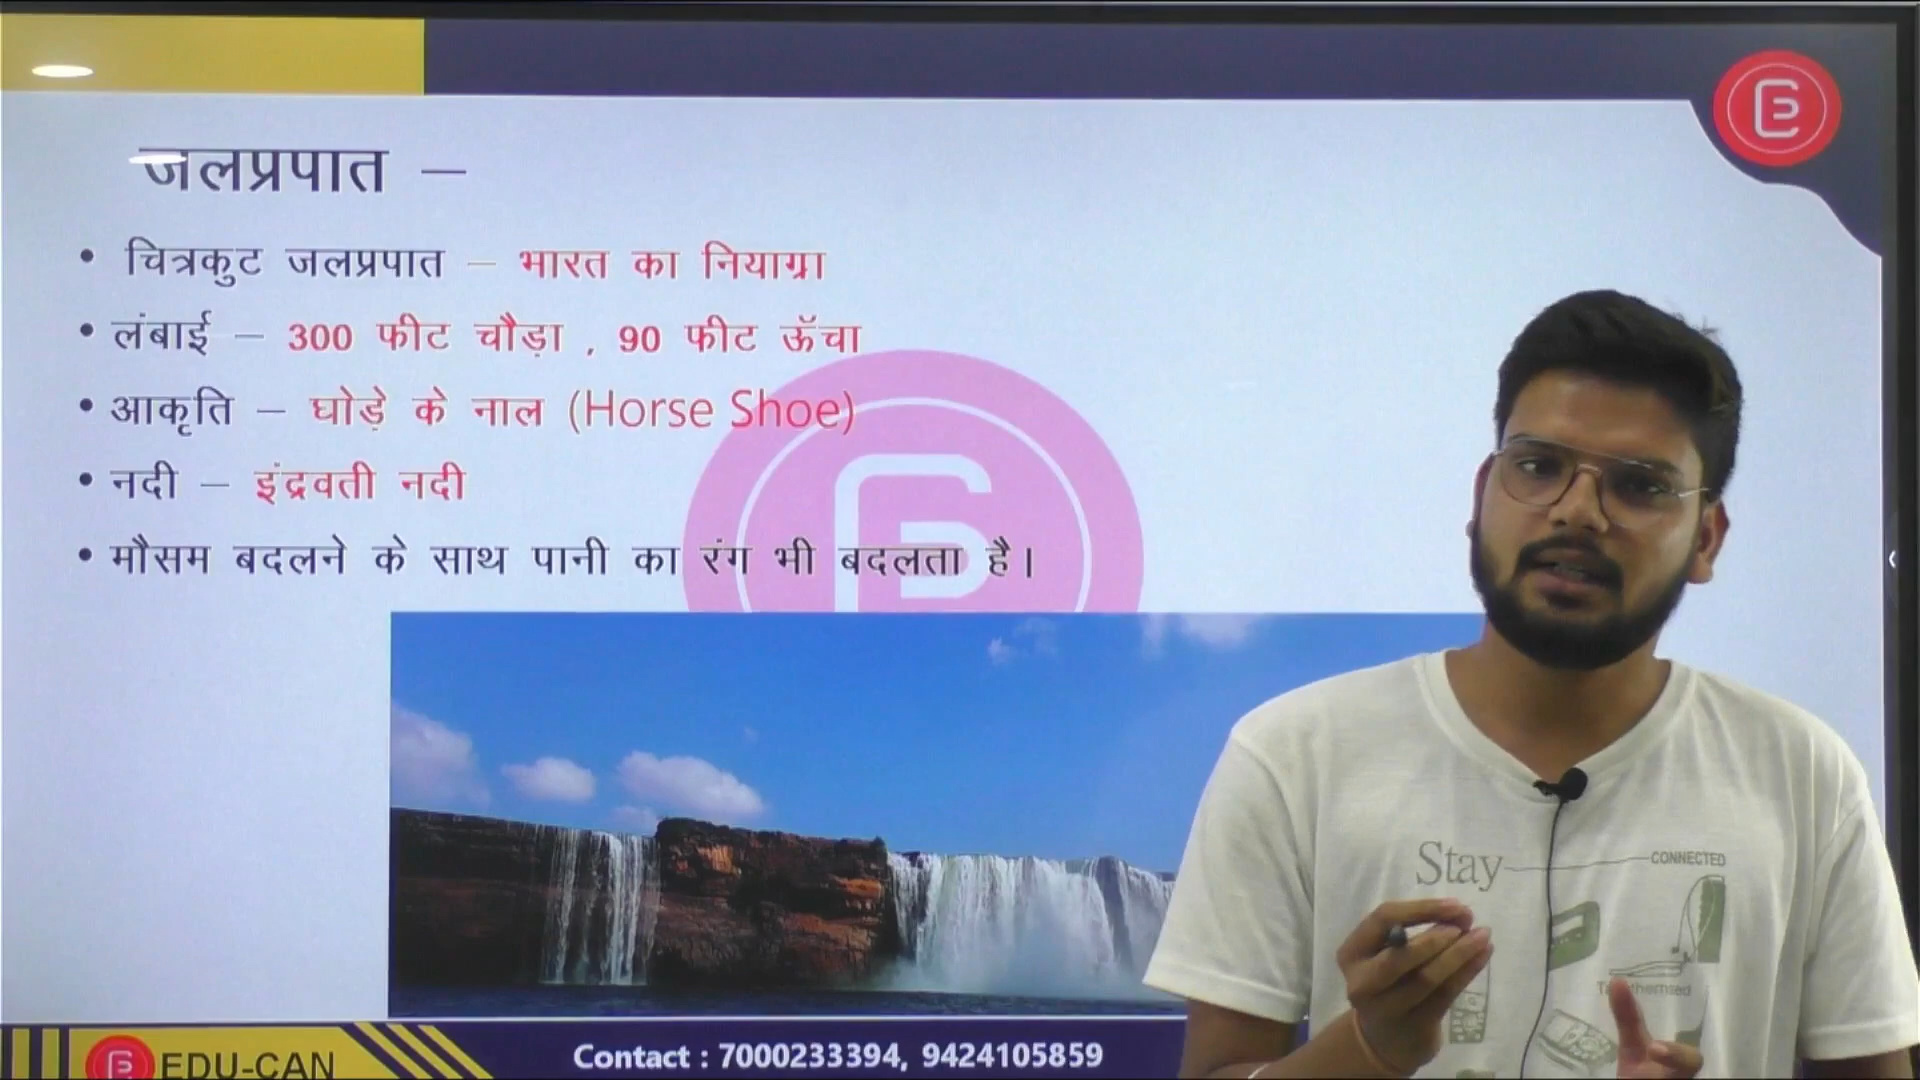 जलप्रपात –
• चित्रकुट जलप्रपात – भारत का नियाग्रा
• लंबाई – 300 फीट चौड़ा , 90 फीट ऊँचा
• आकृति – घोड़े के नाल (Horse Shoe)
• नदी – इंद्रवती नदी
• मौसम बदलने के साथ पानी का रंग भी बदलता है।
Stay CONNECTED
EDU-CAN
Contact : 7000233394, 9424105859